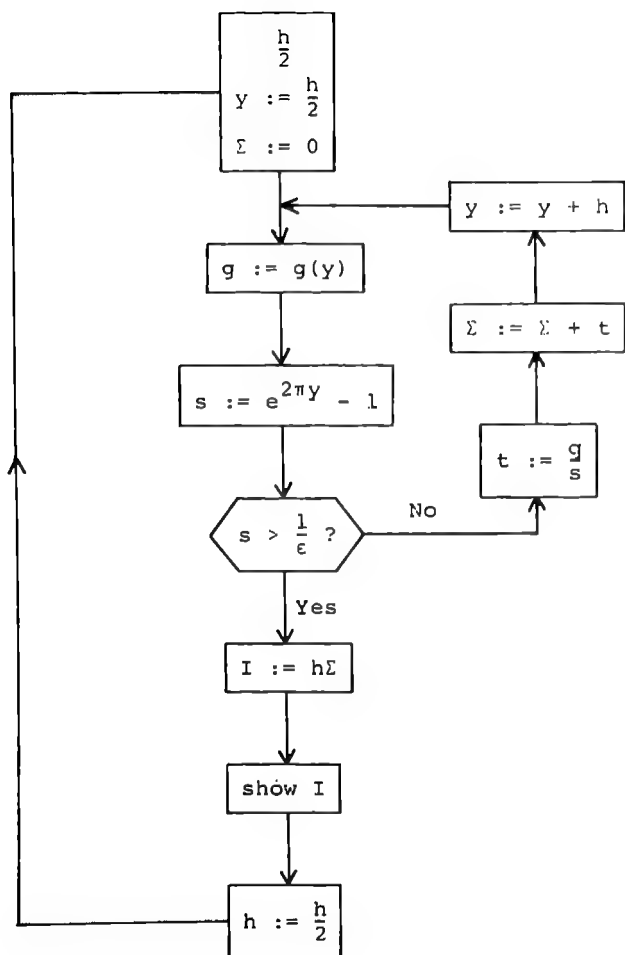 h/2
y := h/2
Σ := 0
y := y + h
g := g(y)
Σ := Σ + t
s := e^2πy - 1
t := g/s
No
s > 1/ε ?
Yes
I := hΣ
show I
h := h/2